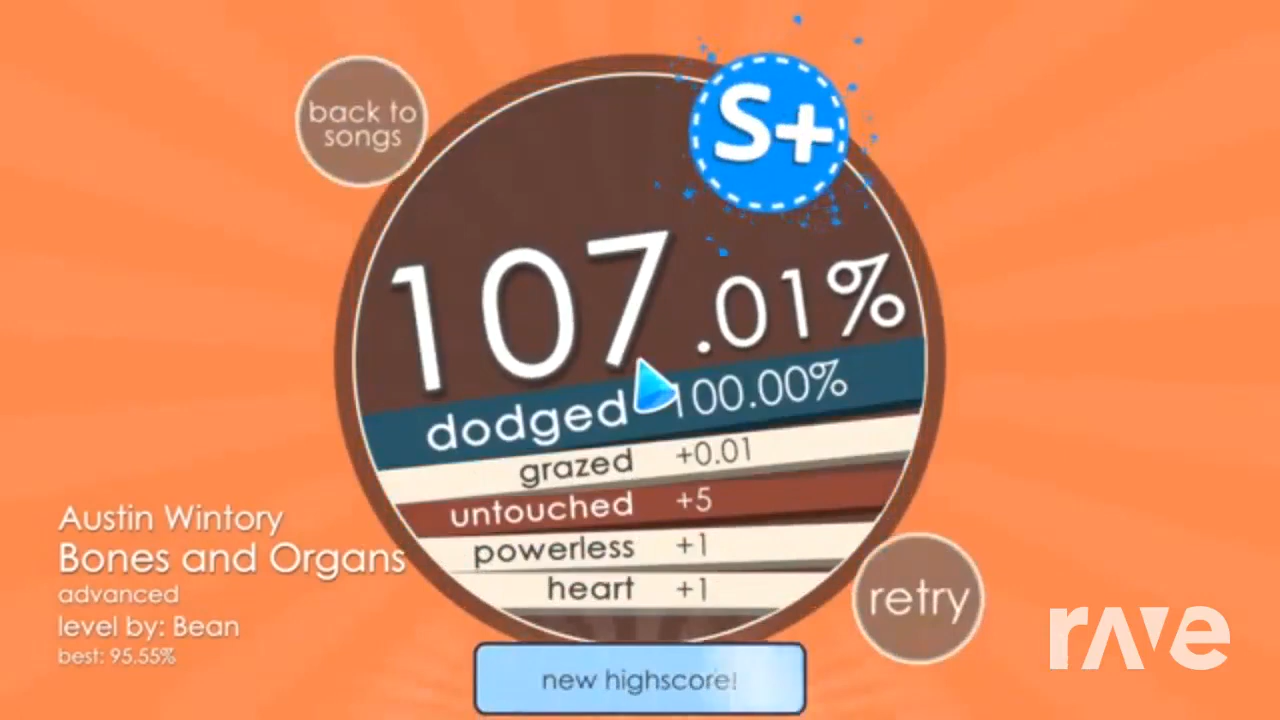 back to
songs
S+
107.01%
dodged 100.00%
grazed +0.01
untouched +5
powerless +1
heart +1
Austin Wintory
Bones and Organs
advanced
level by: Bean
best: 95.55%
retry
rave
new highscore!